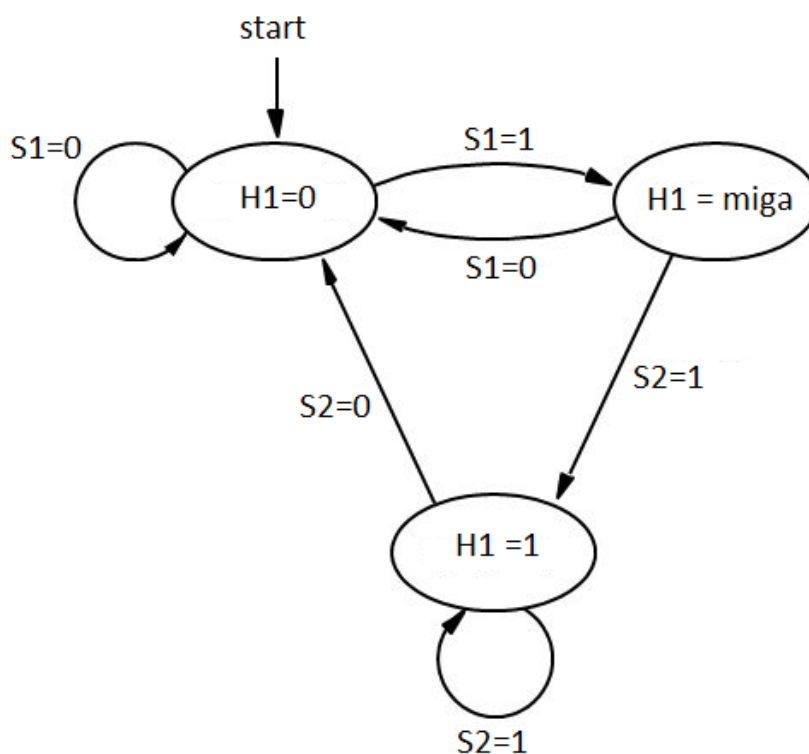 start
S1=0
S1=1
H1=0
H1 = miga
S1=0
S2=0
S2=1
H1 =1
S2=1